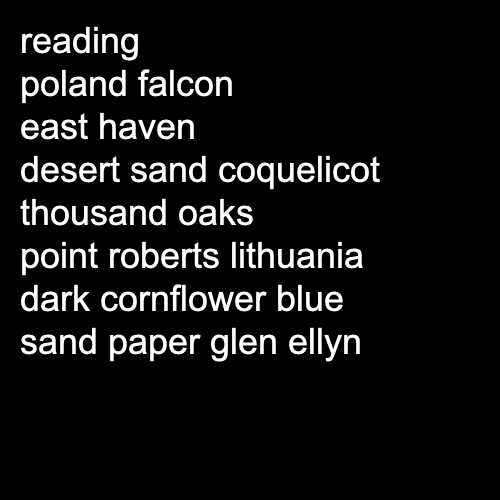 reading
poland falcon
east haven
desert sand coquelicot
thousand oaks
point roberts lithuania
dark cornflower blue
sand paper glen ellyn